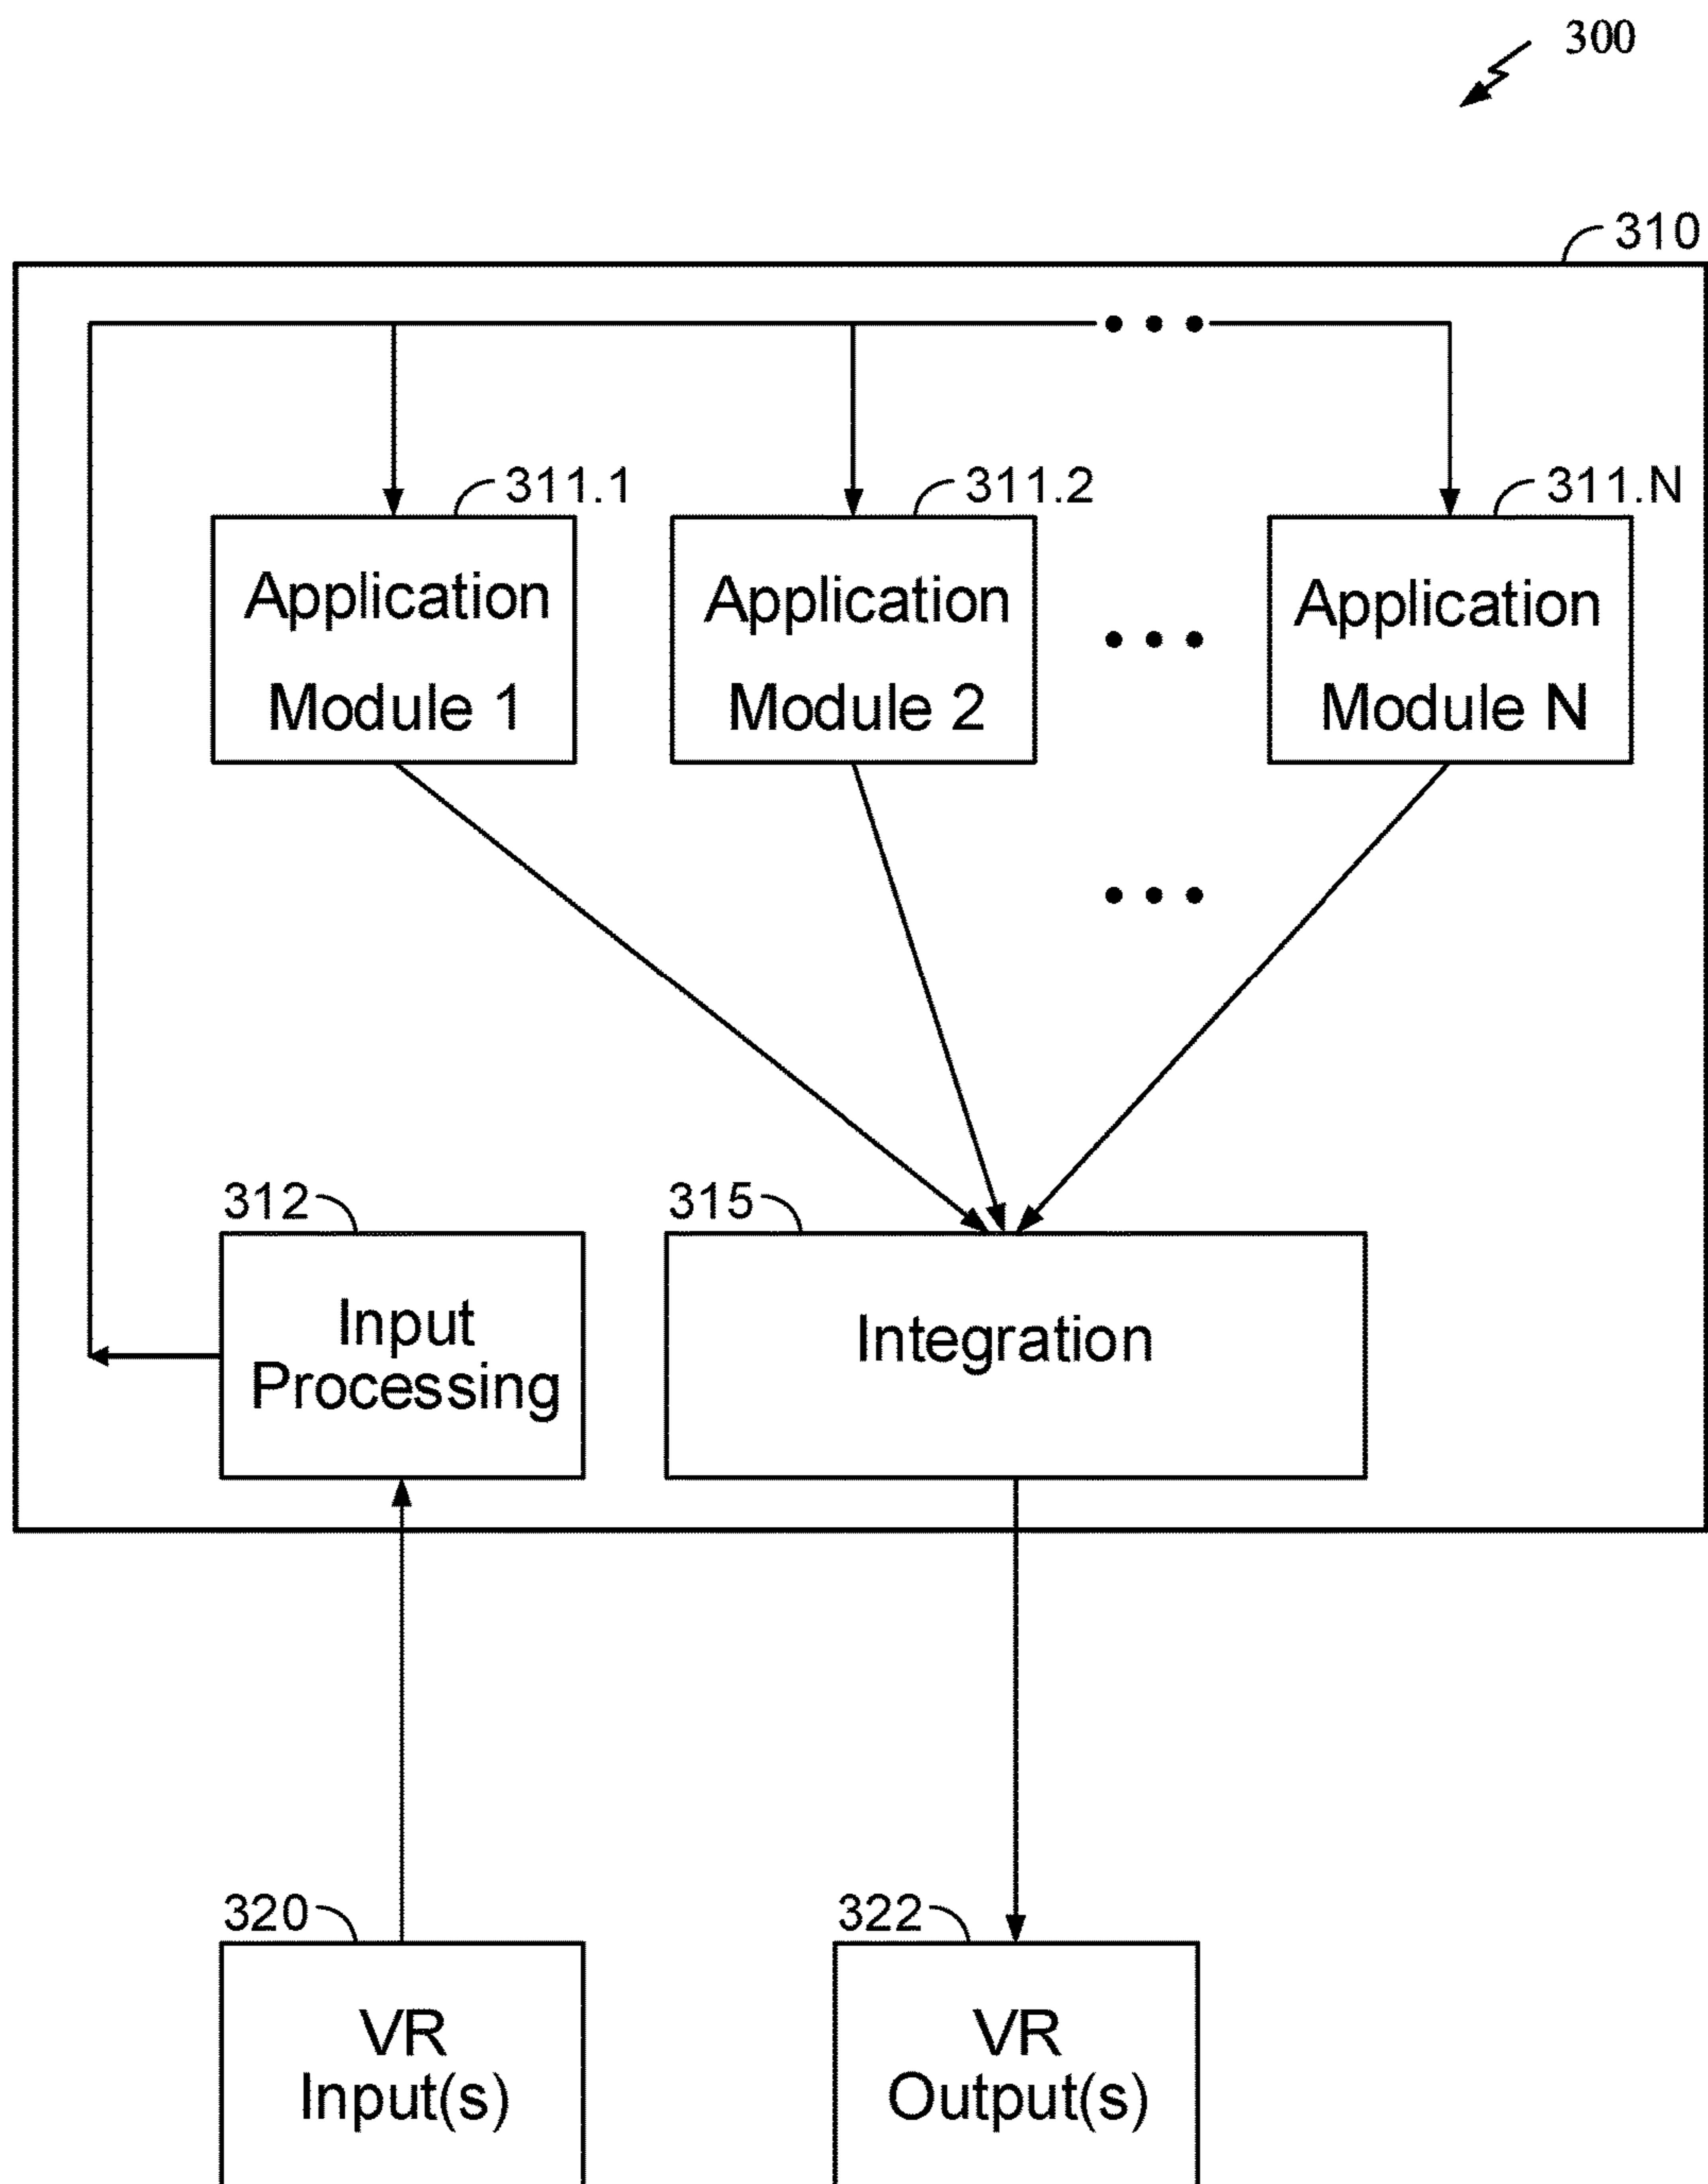 300
310
311.1
311.2
311.N
Application
Module 1
Application
Module 2
Application
Module N
312
315
Input
Processing
Integration
320
322
VR
Input(s)
VR
Output(s)